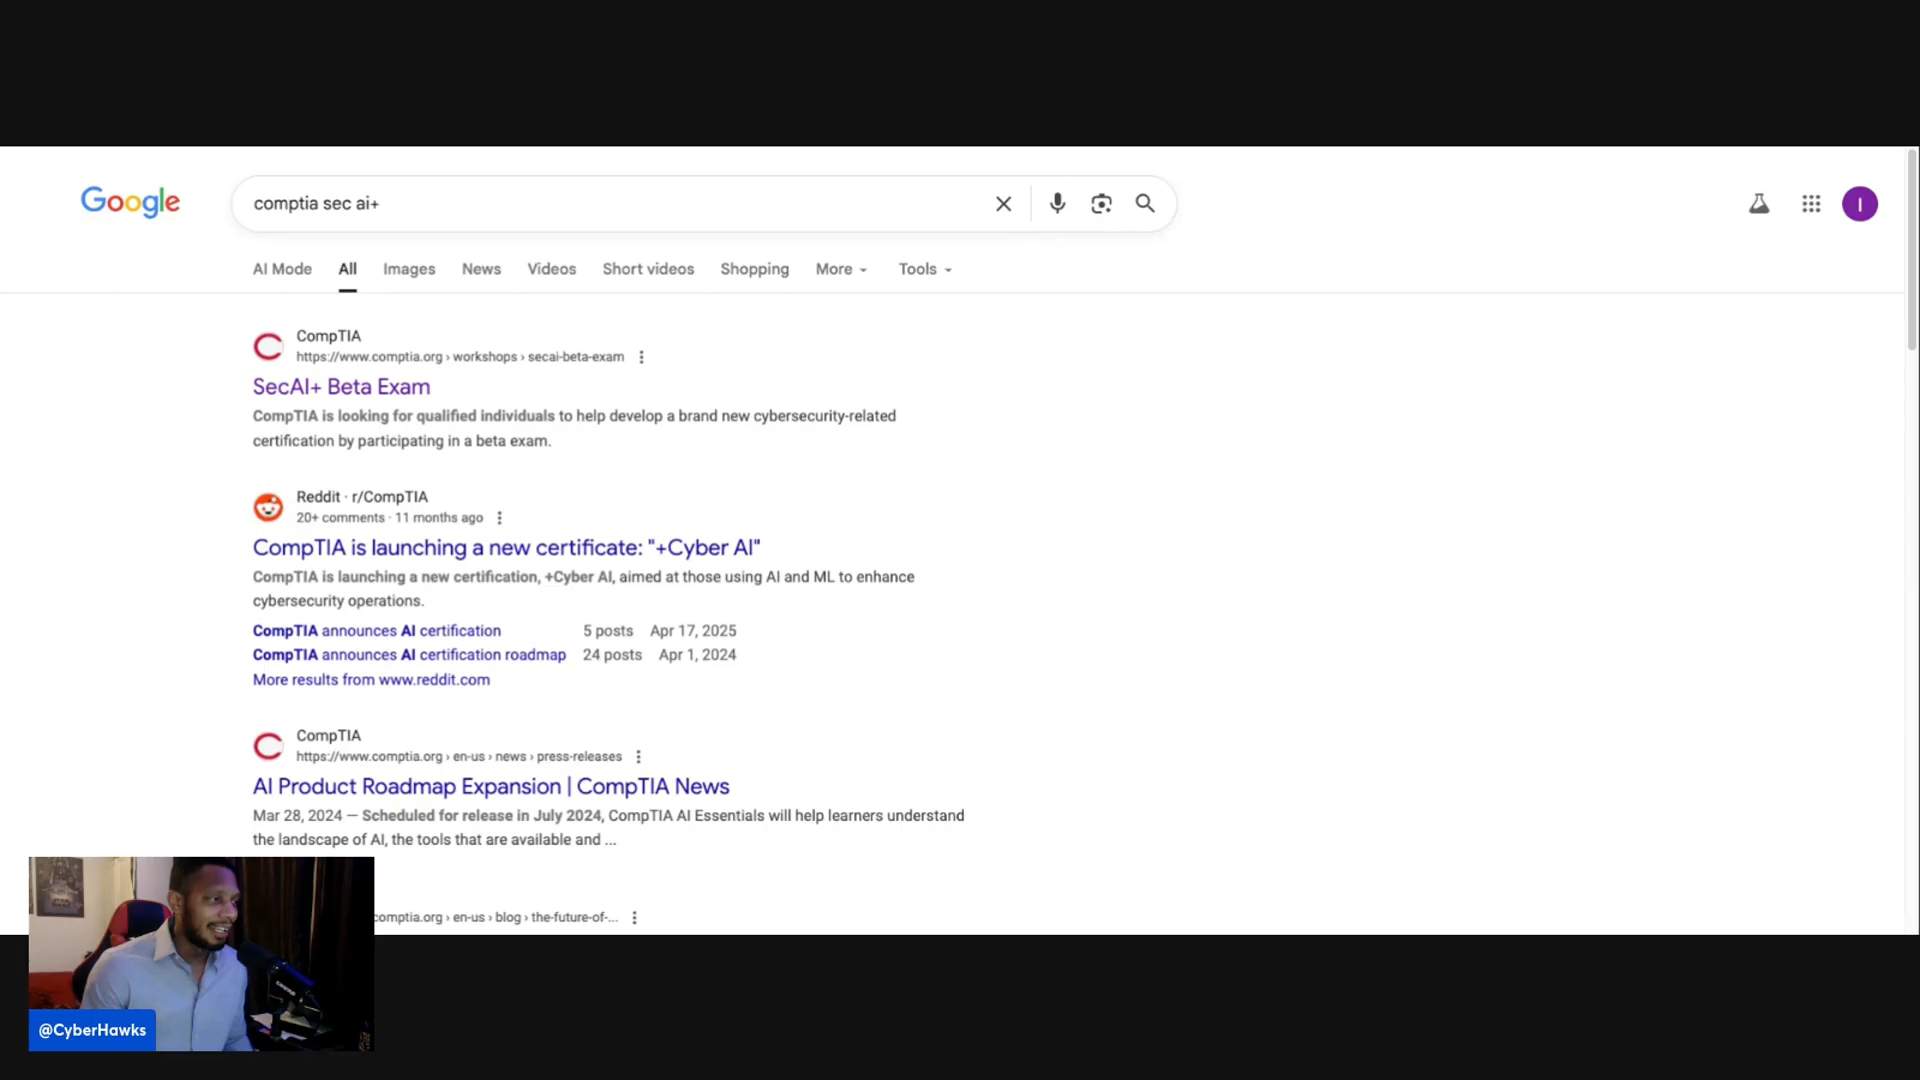 Google
comptia sec ai+
I
AI Mode All Images News Videos Short videos Shopping More Tools
CompTIA
https://www.comptia.org › workshops › secai-beta-exam
SecAI+ Beta Exam
CompTIA is looking for qualified individuals to help develop a brand new cybersecurity-related
certification by participating in a beta exam.
Reddit · r/CompTIA
20+ comments · 11 months ago
CompTIA is launching a new certificate: "+Cyber AI"
CompTIA is launching a new certification, +Cyber AI, aimed at those using AI and ML to enhance
cybersecurity operations.
CompTIA announces AI certification 5 posts Apr 17, 2025
CompTIA announces AI certification roadmap 24 posts Apr 1, 2024
More results from www.reddit.com
CompTIA
https://www.comptia.org › en-us › news › press-releases
AI Product Roadmap Expansion | CompTIA News
Mar 28, 2024 — Scheduled for release in July 2024, CompTIA AI Essentials will help learners understand
the landscape of AI, the tools that are available and ...
comptia.org › en-us › blog › the-future-of-...
@CyberHawks